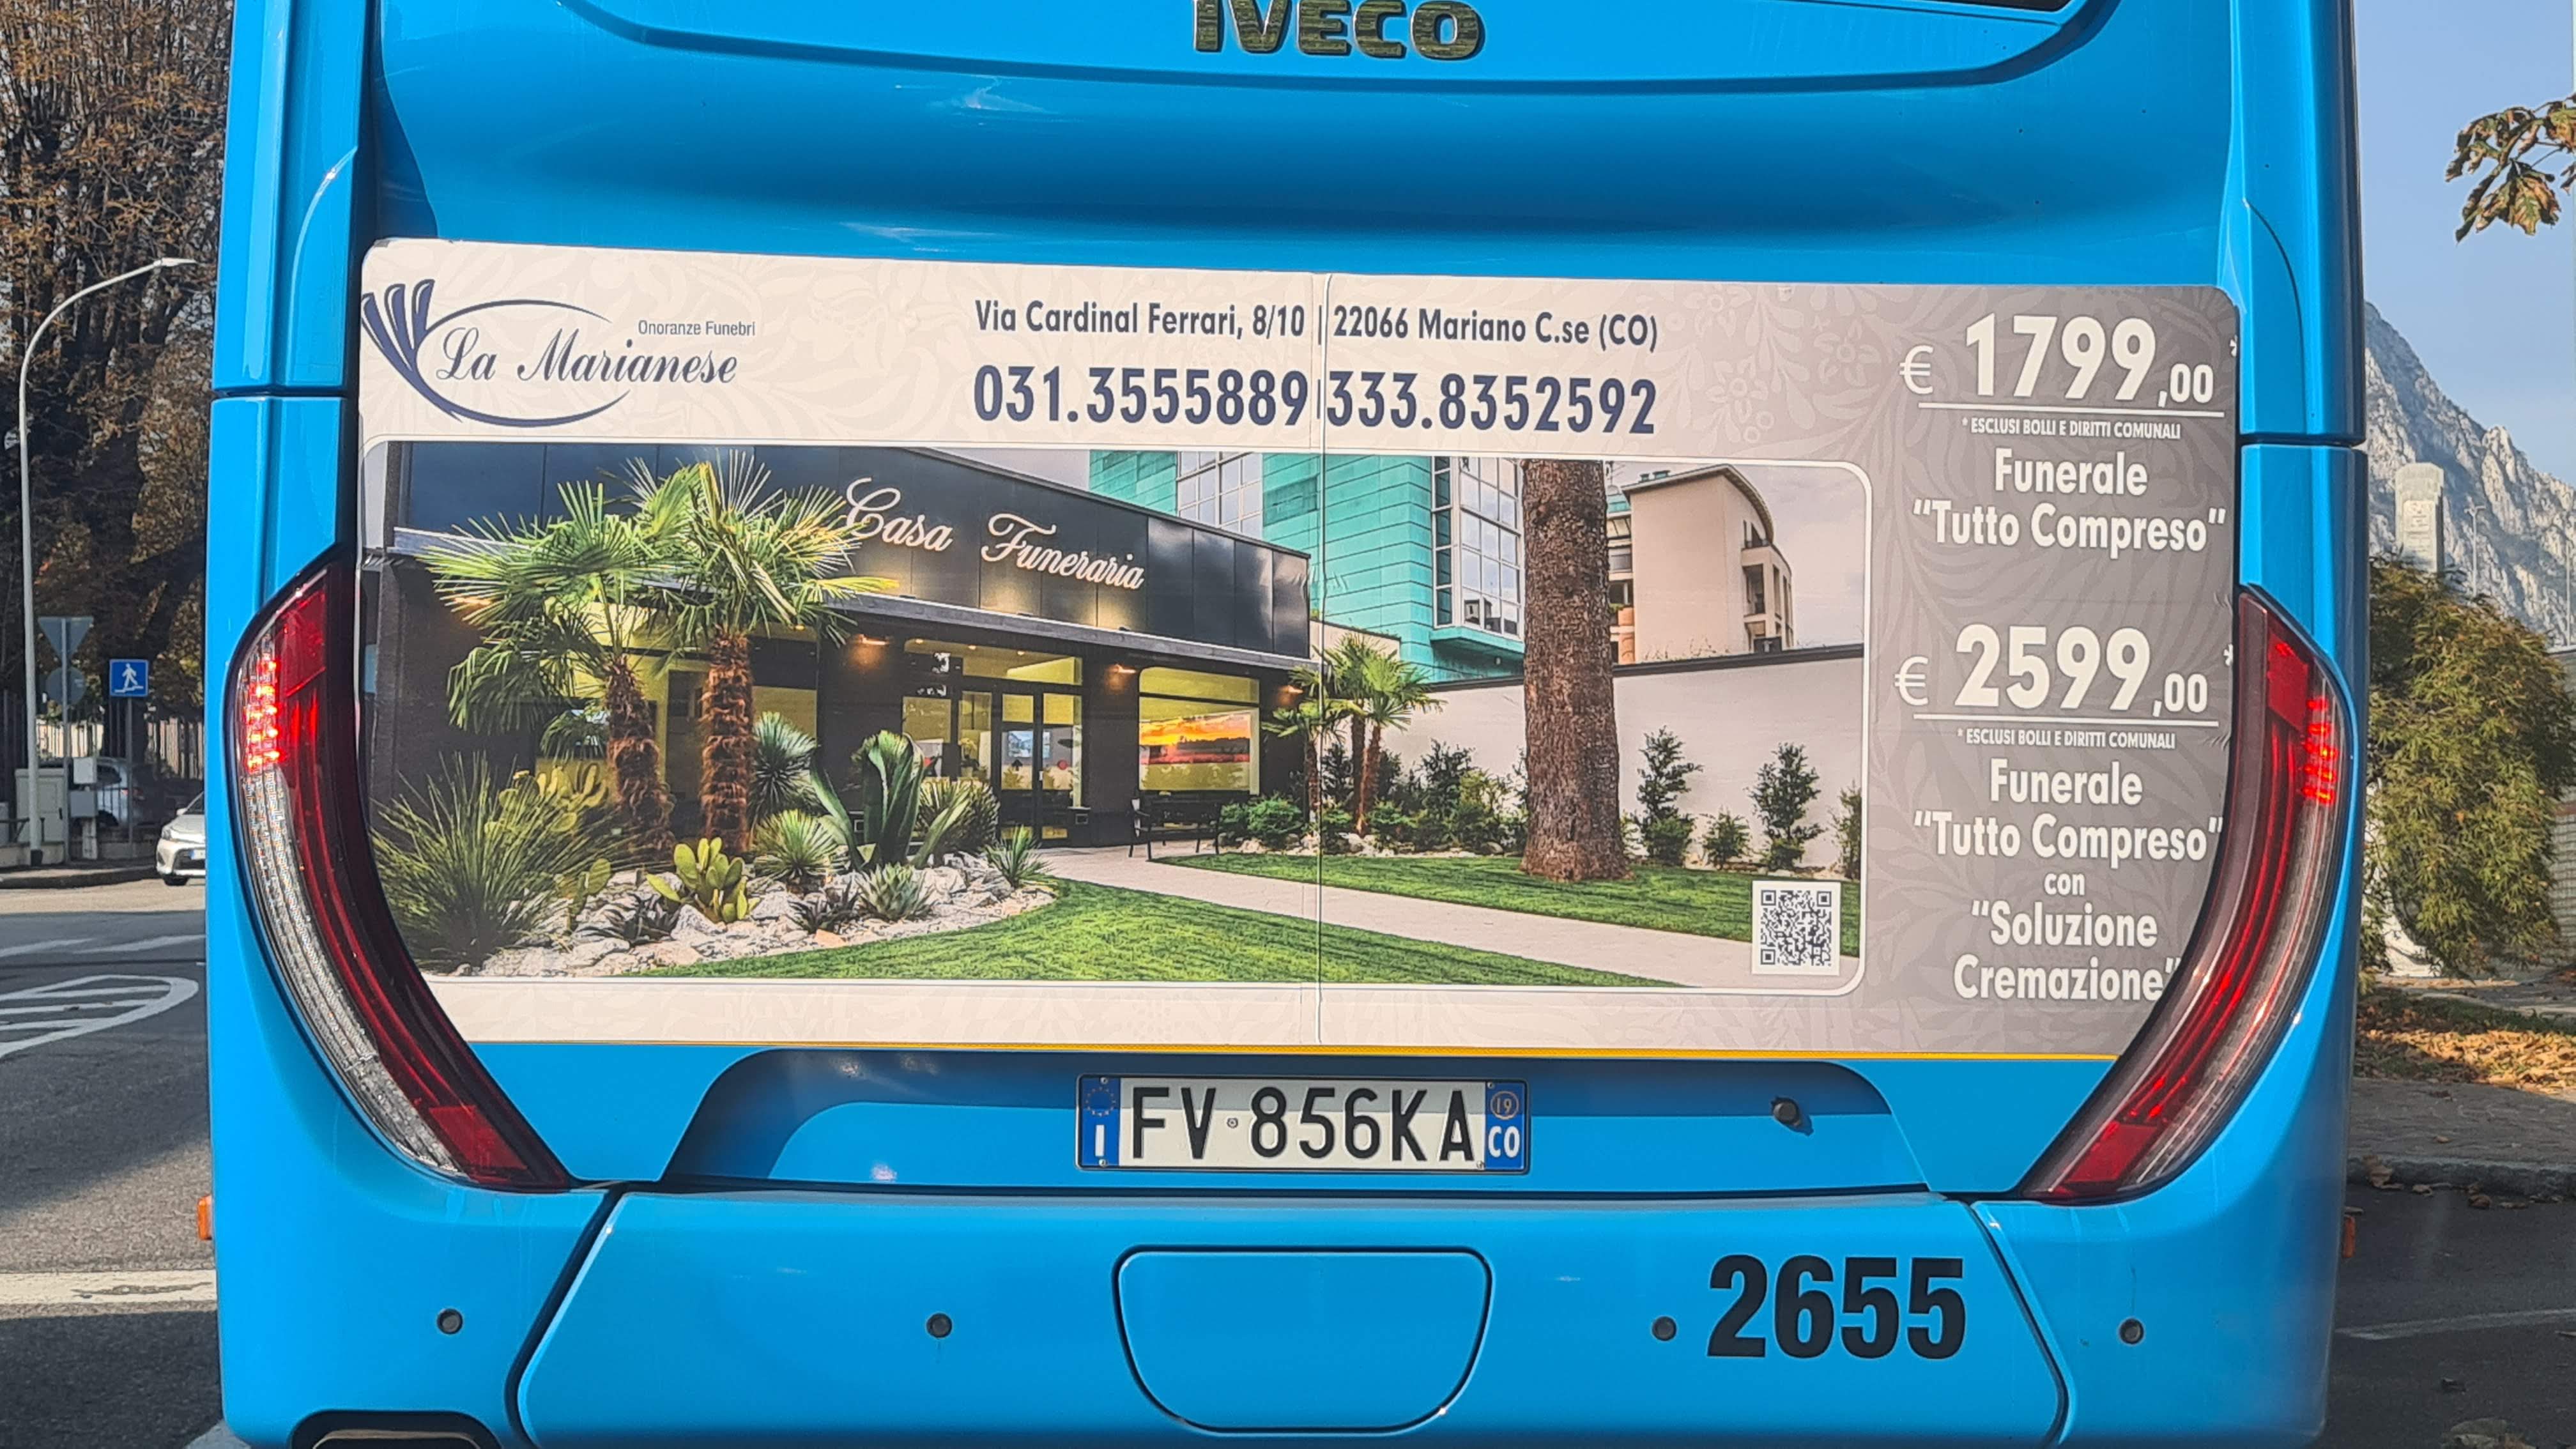 IVECO
Onoranze Funebri
La Marianese
Via Cardinal Ferrari, 8/10 | 22066 Mariano C.se (CO)
031.3555889 | 333.8352592
€ 1799,00 *
* ESCLUSI BOLLI E DIRITTI COMUNALI
Funerale
"Tutto Compreso"
€ 2599,00 *
* ESCLUSI BOLLI E DIRITTI COMUNALI
Funerale
"Tutto Compreso"
con
"Soluzione
Cremazione"
Casa Funeraria
I FV 856KA 19 CO
2655